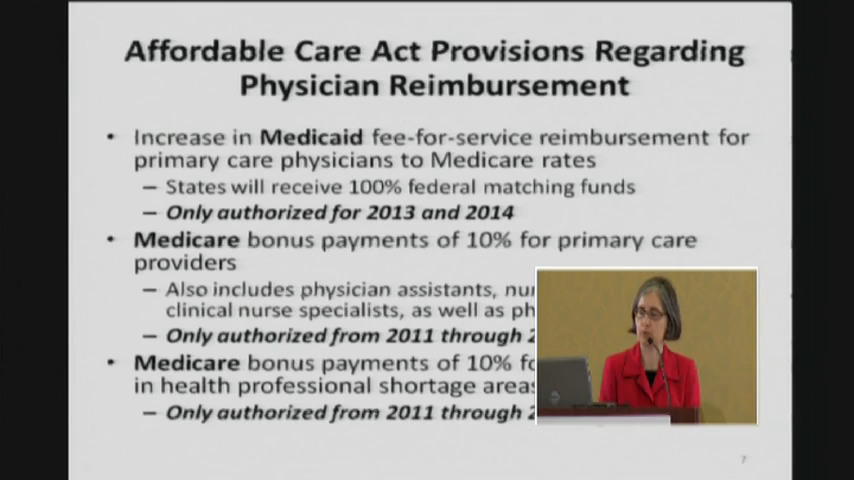 Affordable Care Act Provisions Regarding
Physician Reimbursement
• Increase in Medicaid fee-for-service reimbursement for
primary care physicians to Medicare rates
– States will receive 100% federal matching funds
– Only authorized for 2013 and 2014
• Medicare bonus payments of 10% for primary care
providers
– Also includes physician assistants,
clinical nurse specialists, as well as
– Only authorized from 2011 through
• Medicare bonus payments of 10%
in health professional shortage areas
– Only authorized from 2011 through
7